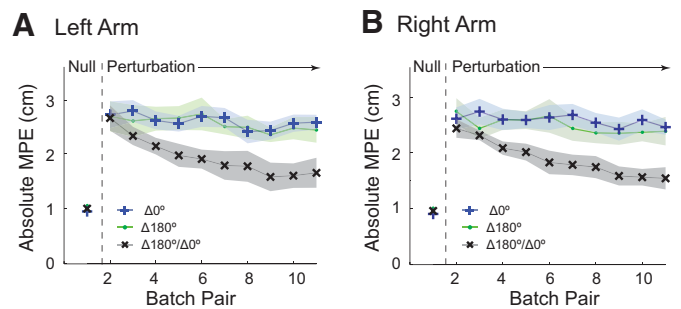 A Left Arm
Null Perturbation
Absolute MPE (cm)
3
2
1
0
Δ0º
Δ180º
Δ180º/Δ0º
2 4 6 8 10
Batch Pair
B Right Arm
Null Perturbation
Absolute MPE (cm)
3
2
1
0
Δ0º
Δ180º
Δ180º/Δ0º
2 4 6 8 10
Batch Pair